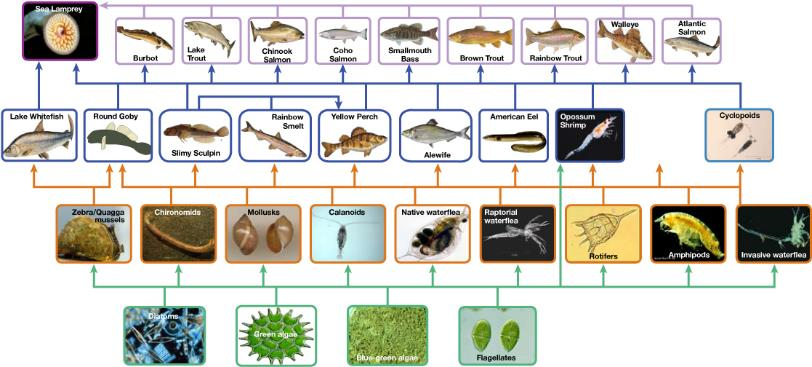 Sea Lamprey
Burbot
Lake
Trout
Chinook
Salmon
Coho
Salmon
Smallmouth
Bass
Brown Trout
Rainbow Trout
Walleye
Atlantic
Salmon
Lake Whitefish
Round Goby
Slimy Sculpin
Rainbow
Smelt
Yellow Perch
Alewife
American Eel
Opossum
Shrimp
Cyclopoids
Zebra/Quagga
mussels
Chironomids
Mollusks
Calanoids
Native waterflea
Raptorial
waterflea
Rotifers
Amphipods
Invasive waterflea
Diatoms
Green algae
Blue-green algae
Flagellates